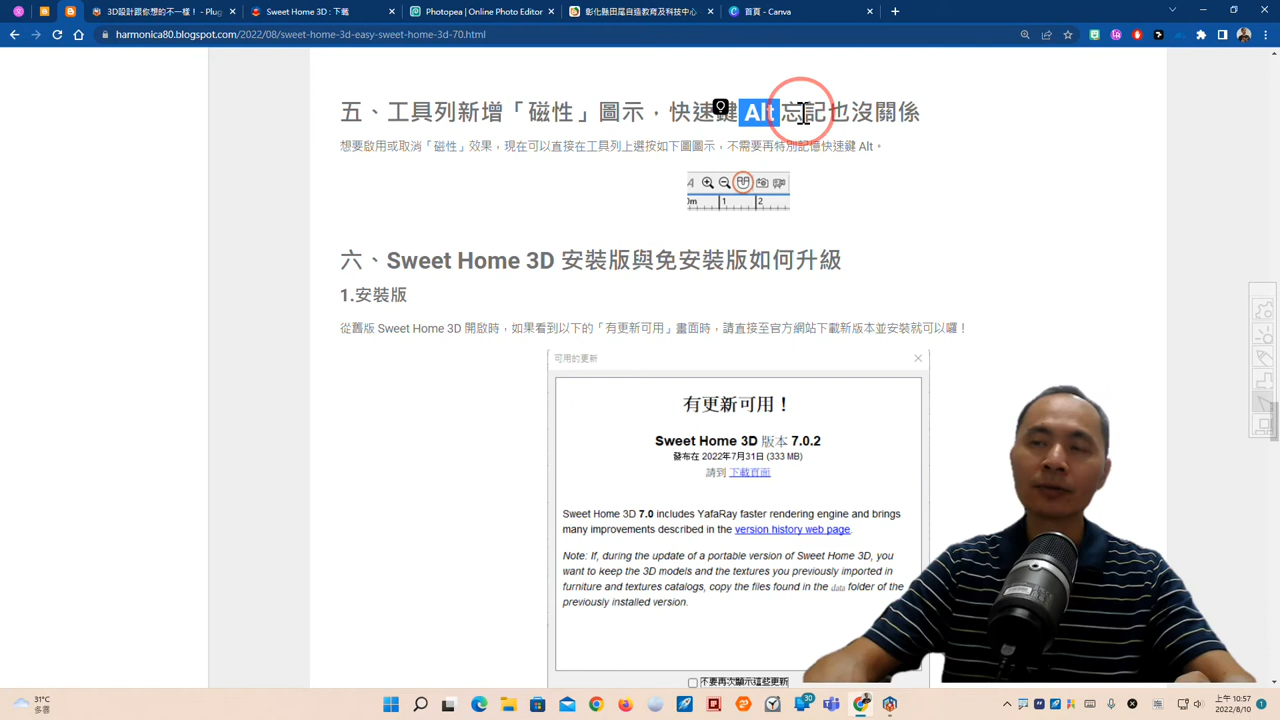 3D設計跟你想的不一樣！ - Plug
Sweet Home 3D : 下載
Photopea | Online Photo Editor
彰化縣田尾自造教育及科技中心
首頁 - Canva
harmonica80.blogspot.com/2022/08/sweet-home-3d-easy-sweet-home-3d-70.html
五、工具列新增「磁性」圖示，快速鍵 Alt 忘記也沒關係
想要啟用或取消「磁性」效果，現在可以直接在工具列上選按如下圖圖示，不需要再特別記憶快速鍵 Alt。
0m 1 2
六、Sweet Home 3D 安裝版與免安裝版如何升級
1.安裝版
從舊版 Sweet Home 3D 開啟時，如果看到以下的「有更新可用」畫面時，請直接至官方網站下載新版本並安裝就可以囉！
可用的更新
有更新可用！
Sweet Home 3D 版本 7.0.2
發布在 2022年7月31日 (333 MB)
請到 下載頁面
Sweet Home 3D 7.0 includes YafaRay faster rendering engine and brings
many improvements described in the version history web page.
Note: If, during the update of a portable version of Sweet Home 3D, you
want to keep the 3D models and the textures you previously imported in
furniture and textures catalogs, copy the files found in the data folder of the
previously installed version.
不要再次顯示這些更新
31°C
30
上午 10:57
2022/8/10